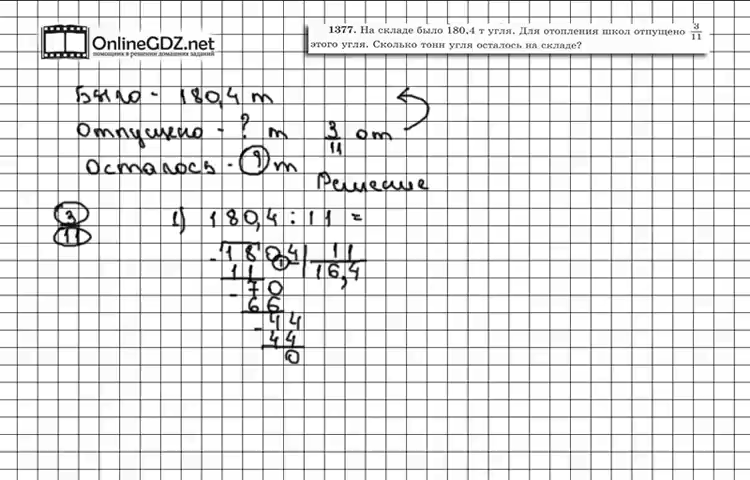 OnlineGDZ.net
помощник в решении домашних заданий
1377. На складе было 180,4 т угля. Для отопления школ отпущено 3/11
этого угля. Сколько тонн угля осталось на складе?
Было - 180,4 т
Отпущено - ? т 3/11 от
Осталось - ? т
Решение
3/11
1) 180,4 : 11 =
- 180,4 | 11
11 | 16,4
- 70
66
- 44
44
0